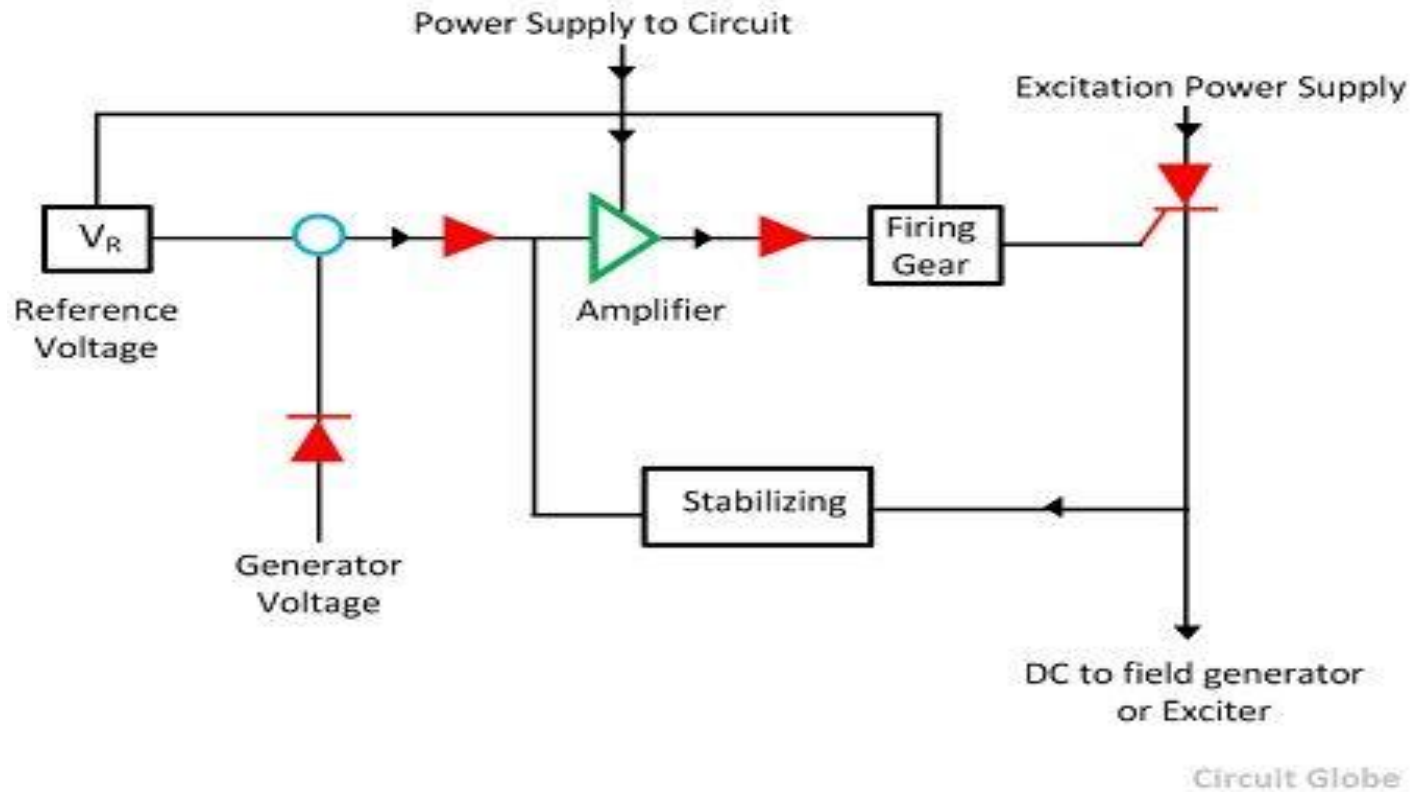 Power Supply to Circuit
Excitation Power Supply
V_R
Firing
Gear
Reference
Voltage
Amplifier
Stabilizing
Generator
Voltage
DC to field generator
or Exciter
Circuit Globe